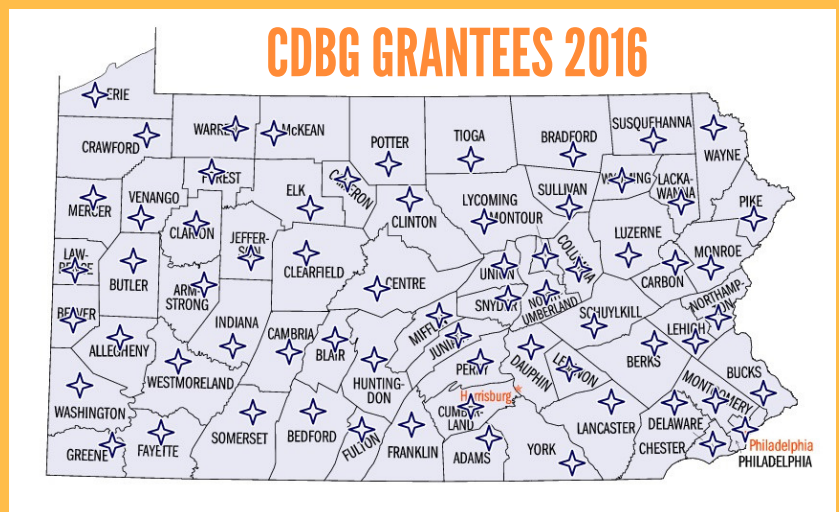 CDBG GRANTEES 2016
ERIE
CRAWFORD
WARREN
McKEAN
POTTER
TIOGA
BRADFORD
SUSQUEHANNA
WAYNE
FOREST
ELK
CAMERON
VENANGO
MERCER
CLARION
JEFFER-
SON
CLINTON
LYCOMING
MONTOUR
SULLIVAN
WYOMING
LACKA-
WANNA
PIKE
LUZERNE
COLUMBIA
MONROE
CARBON
LAW-
RENCE
BUTLER
ARM-
STRONG
CLEARFIELD
CENTRE
UNION
SNYDER
NORTH
UMBERLAND
SCHUYLKILL
NORTHAMP-
TON
LEHIGH
BEAVER
ALLEGHENY
INDIANA
CAMBRIA
BLAIR
MIFFLIN
JUNIATA
HUNTING-
DON
PERRY
DAUPHIN
LEBANON
BERKS
MONTGOMERY
BUCKS
WESTMORELAND
WASHINGTON
Harrisburg
CUMBER-
LAND
LANCASTER
DELAWARE
CHESTER
GREENE
FAYETTE
SOMERSET
BEDFORD
FULTON
FRANKLIN
ADAMS
YORK
Philadelphia
PHILADELPHIA